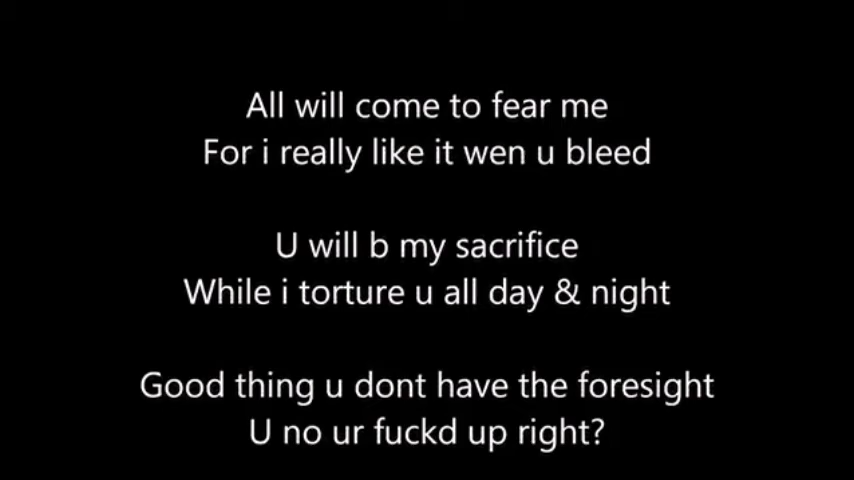 All will come to fear me
For i really like it wen u bleed
U will b my sacrifice
While i torture u all day & night
Good thing u dont have the foresight
U no ur fuckd up right?